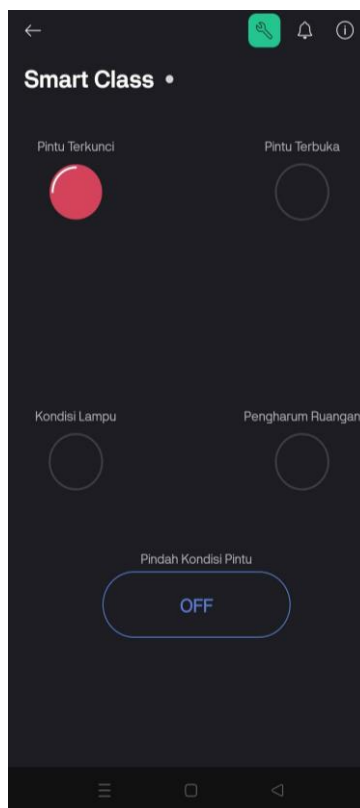 Smart Class
Pintu Terkunci
Pintu Terbuka
Kondisi Lampu
Pengharum Ruangan
Pindah Kondisi Pintu
OFF